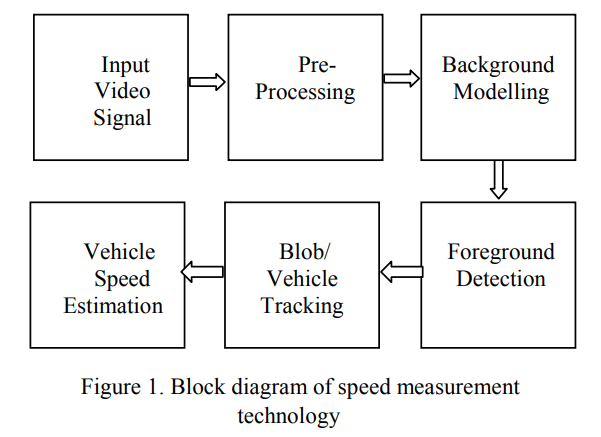 Input
Video
Signal
Pre-
Processing
Background
Modelling
Foreground
Detection
Blob/
Vehicle
Tracking
Vehicle
Speed
Estimation
Figure 1. Block diagram of speed measurement
technology